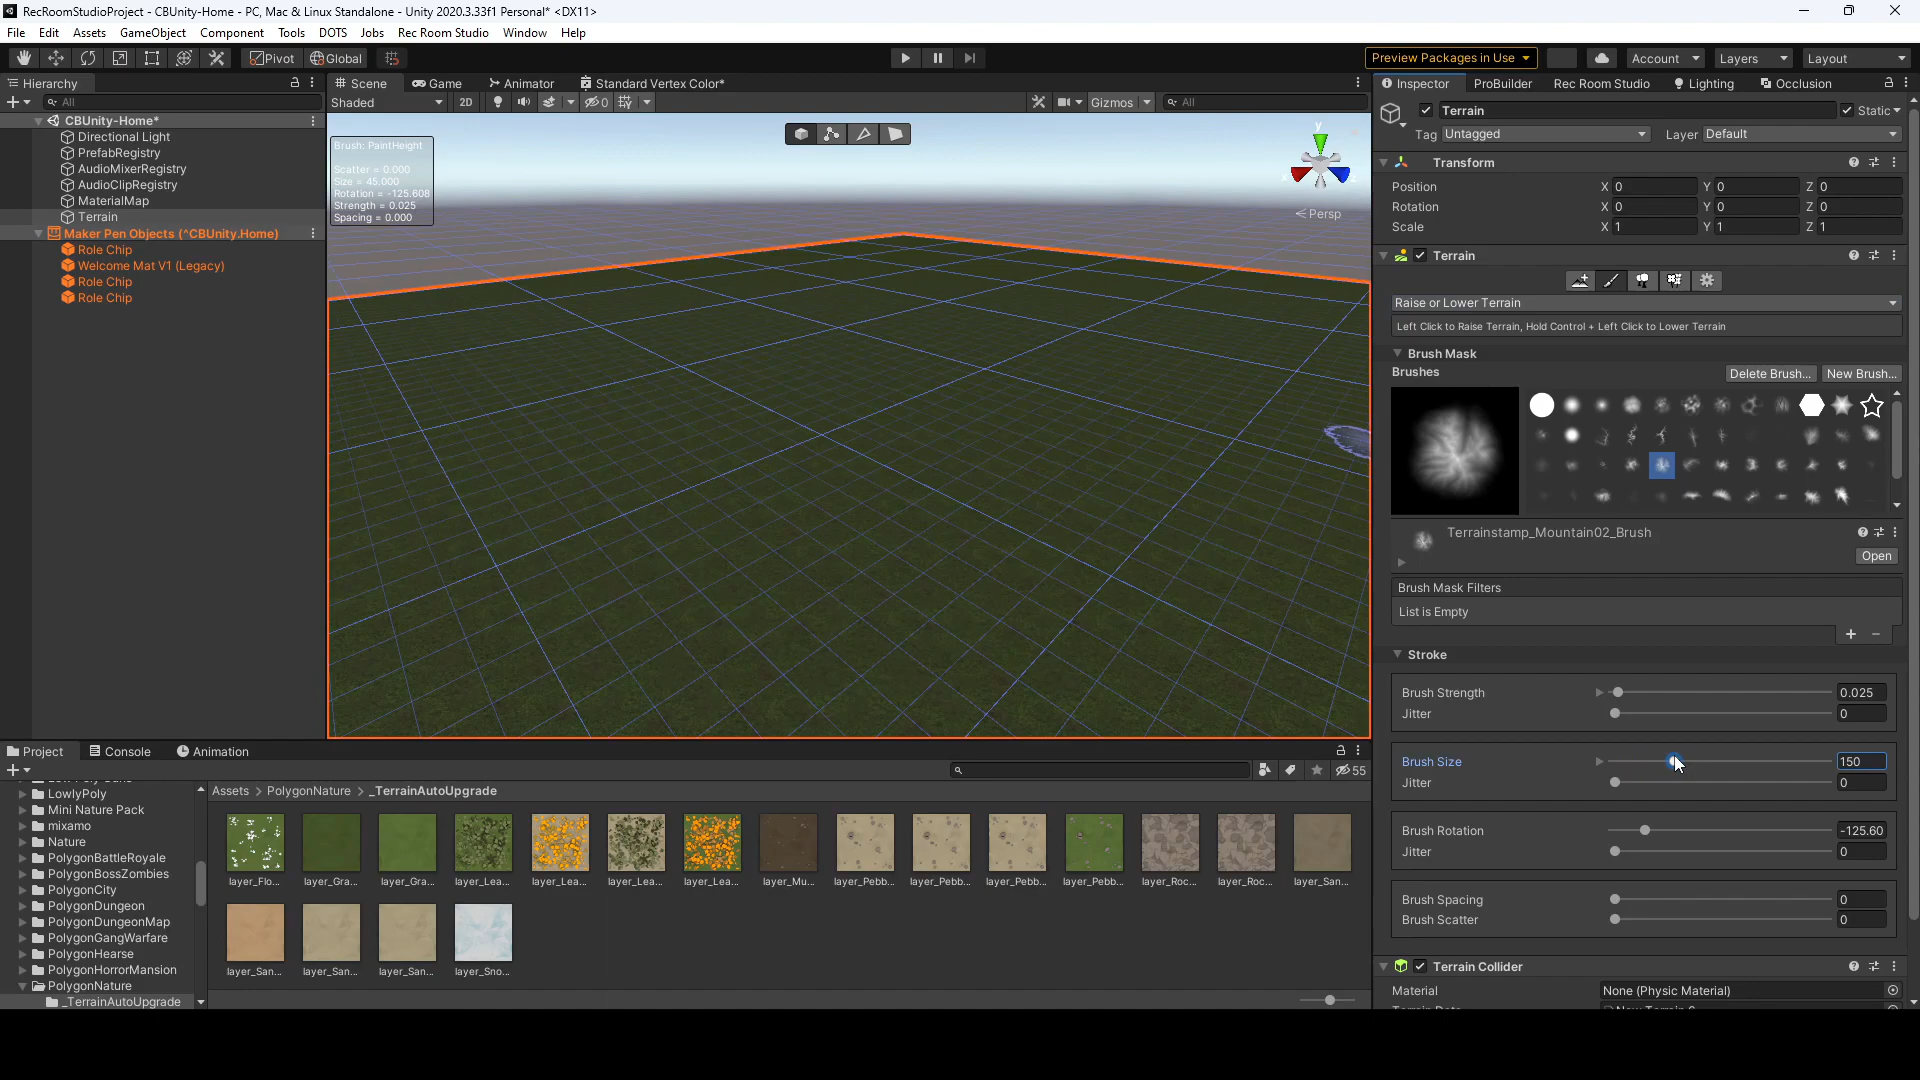 RecRoomStudioProject - CBUnity-Home - PC, Mac & Linux Standalone - Unity 2020.3.33f1 Personal* <DX11>
File Edit Assets GameObject Component Tools DOTS Jobs Rec Room Studio Window Help
Pivot Global Preview Packages in Use Account Layers Layout
Hierarchy
All
CBUnity-Home*
Directional Light
PrefabRegistry
AudioMixerRegistry
AudioClipRegistry
MaterialMap
Terrain
Maker Pen Objects (^CBUnity.Home)
Role Chip
Welcome Mat V1 (Legacy)
Role Chip
Role Chip
Scene Game Animator Standard Vertex Color*
Shaded 2D 0 Gizmos All
Brush: PaintHeight
Scatter = 0.000
Size = 45.000
Rotation = -125.608
Strength = 0.025
Spacing = 0.000
y
x
Persp
Inspector ProBuilder Rec Room Studio Lighting Occlusion
Terrain Static
Tag Untagged Layer Default
Transform
Position X 0 Y 0 Z 0
Rotation X 0 Y 0 Z 0
Scale X 1 Y 1 Z 1
Terrain
Raise or Lower Terrain
Left Click to Raise Terrain, Hold Control + Left Click to Lower Terrain
Brush Mask
Brushes Delete Brush... New Brush...
Terrainstamp_Mountain02_Brush
Open
Brush Mask Filters
List is Empty
Stroke
Brush Strength 0.025
Jitter 0
Brush Size 150
Jitter 0
Brush Rotation -125.60
Jitter 0
Brush Spacing 0
Brush Scatter 0
Terrain Collider
Material None (Physic Material)
Project Console Animation
55
LowlyPoly
Mini Nature Pack
mixamo
Nature
PolygonBattleRoyale
PolygonBossZombies
PolygonCity
PolygonDungeon
PolygonDungeonMap
PolygonGangWarfare
PolygonHearse
PolygonHorrorMansion
PolygonNature
_TerrainAutoUpgrade
Assets > PolygonNature > _TerrainAutoUpgrade
layer_Flo... layer_Gra... layer_Gra... layer_Lea... layer_Lea... layer_Lea... layer_Lea... layer_Mu... layer_Pebb... layer_Pebb... layer_Pebb... layer_Pebb... layer_Roc... layer_Roc... layer_San...
layer_San... layer_San... layer_San... layer_Sno...